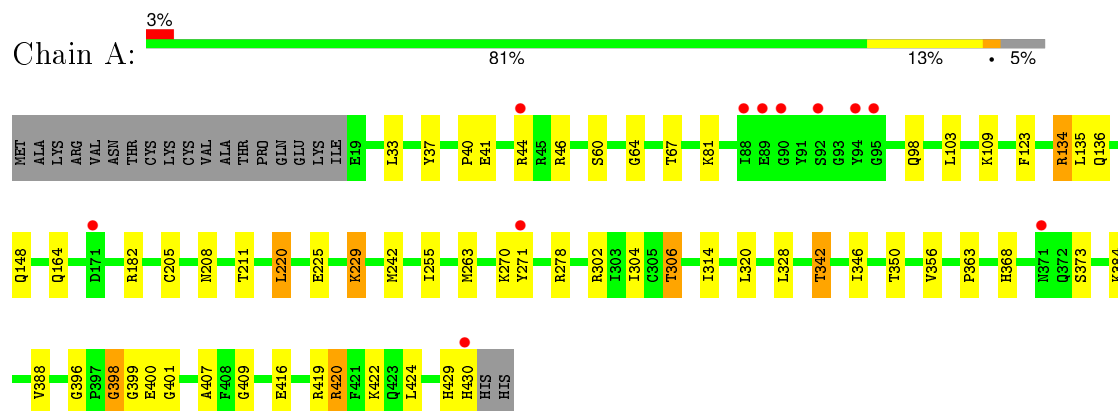 3%
Chain A:
81% 13% • 5%
MET ALA LYS ARG VAL ASN THR CYS LYS CYS VAL ALA THR PRO GLN GLU LYS ILE E19 L33 Y37 P40 E41 R44 R45 R46 S60 G64 T67 K81 I88 E89 G90 Y91 S92 G93 Y94 G95 Q98 L103 K109 F123 R134 L135 Q136
Q148 Q164 D171 R182 C205 N208 T211 L220 E225 K229 M242 I255 M263 K270 Y271 R278 R302 I303 I304 C305 T306 I314 L320 L328 T342 I346 T350 V356 P363 H368 N371 Q372 S373 K384
V388 G396 P397 G398 G399 E400 G401 A407 F408 G409 E416 R419 R420 F421 K422 Q423 L424 H429 H430 HIS HIS